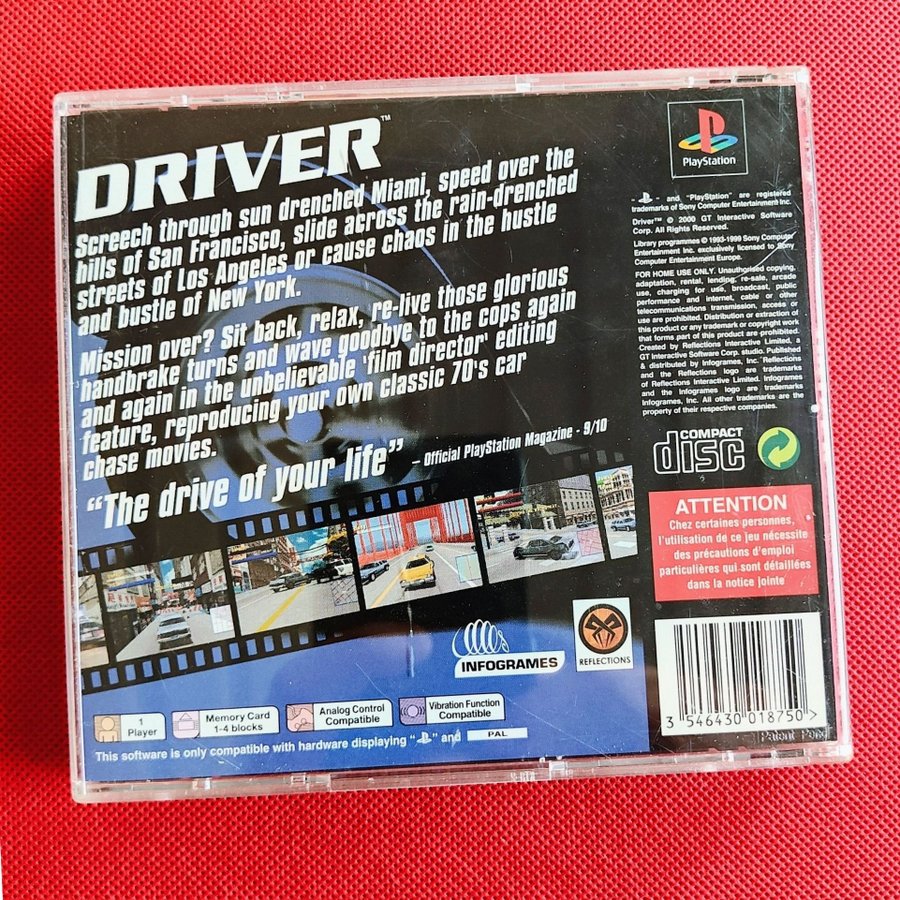 DRIVER™
Screech through sun drenched Miami, speed over the
hills of San Francisco, slide across the rain-drenched
streets of Los Angeles or cause chaos in the hustle
and bustle of New York.
Mission over? Sit back, relax, re-live those glorious
handbrake turns and wave goodbye to the cops again
and again in the unbelievable 'film director' editing
feature, reproducing your own classic 70's car
chase movies.
"The drive of your life" – Official PlayStation Magazine - 9/10
INFOGRAMES
REFLECTIONS
1
Player
Memory Card
1-4 blocks
Analog Control
Compatible
Vibration Function
Compatible
This software is only compatible with hardware displaying " " and PAL
PlayStation
and "PlayStation" are registered
trademarks of Sony Computer Entertainment Inc.
Driver™ © 2000 GT Interactive Software
Corp. All Rights Reserved.
Library programmes © 1993-1999 Sony Computer
Entertainment Inc. exclusively licensed to Sony
Computer Entertainment Europe.
FOR HOME USE ONLY. Unauthorised copying,
adaptation, rental, lending, re-sale, arcade
use, charging for use, broadcast, public
performance and internet, cable or other
telecommunications transmission, access or
use are prohibited. Distribution or extraction of
this product or any trademark or copyright work
that forms part of this product are prohibited.
Created by Reflections Interactive Limited, a
GT Interactive Software Corp. studio. Published
& distributed by Infogrames, Inc. Reflections
and the Reflections logo are trademarks
of Reflections Interactive Limited. Infogrames
and the Infogrames logo are trademarks
Infogrames, Inc. All other trademarks are the
property of their respective companies.
COMPACT
disc
ATTENTION
Chez certaines personnes,
l'utilisation de ce jeu nécessite
des précautions d'emploi
particulières qui sont détaillées
dans la notice jointe
3 546430 018750>
Patent Pend